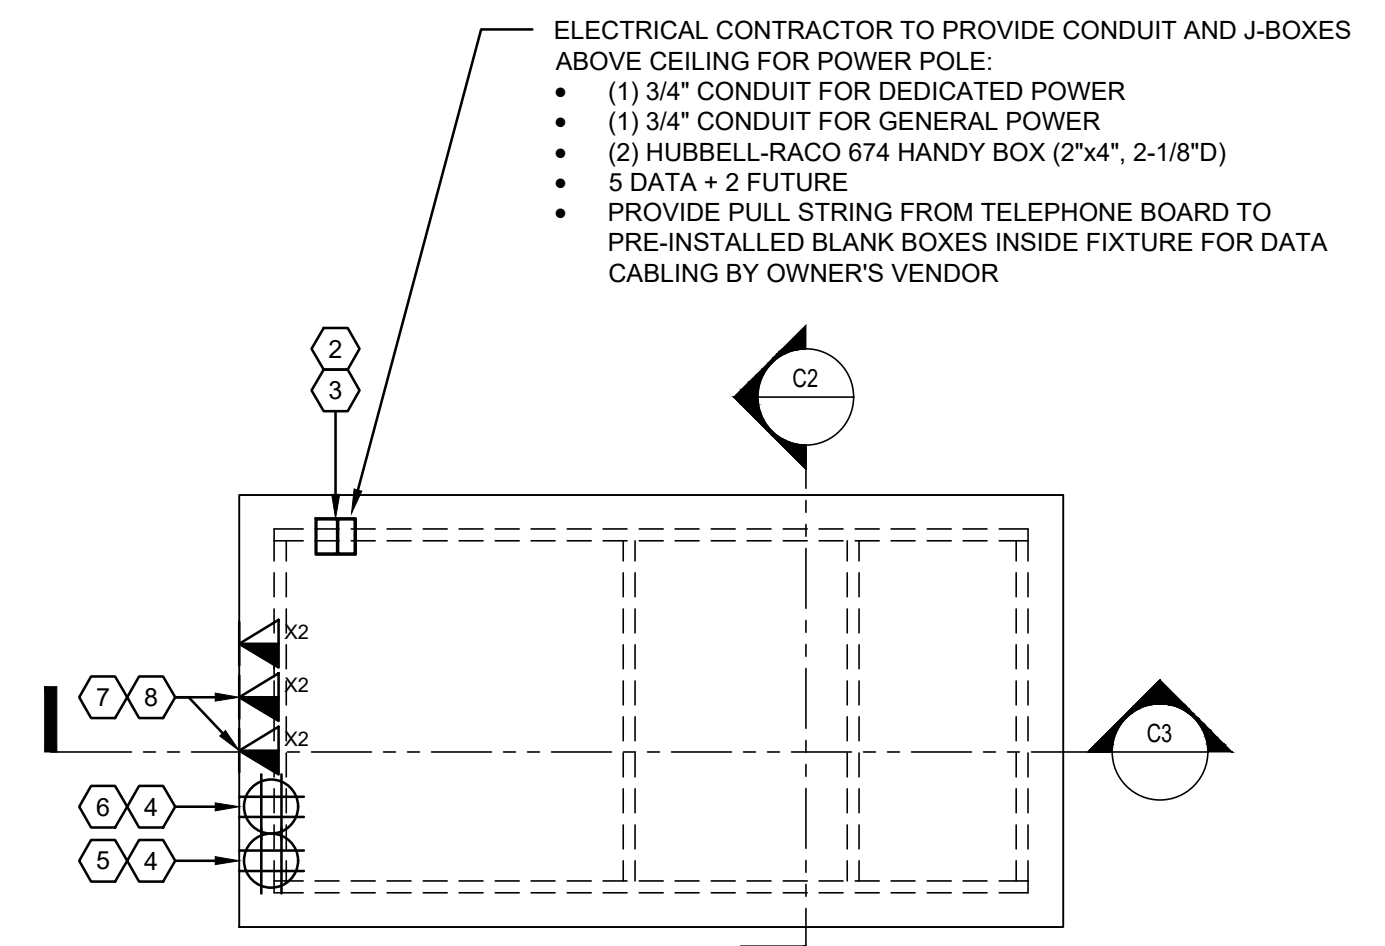 ELECTRICAL CONTRACTOR TO PROVIDE CONDUIT AND J-BOXES
ABOVE CEILING FOR POWER POLE:
• (1) 3/4" CONDUIT FOR DEDICATED POWER
• (1) 3/4" CONDUIT FOR GENERAL POWER
• (2) HUBBELL-RACO 674 HANDY BOX (2"x4", 2-1/8"D)
• 5 DATA + 2 FUTURE
• PROVIDE PULL STRING FROM TELEPHONE BOARD TO
PRE-INSTALLED BLANK BOXES INSIDE FIXTURE FOR DATA
CABLING BY OWNER'S VENDOR
2
3
C2
X2
X2
7 8
X2
C3
6 4
5 4